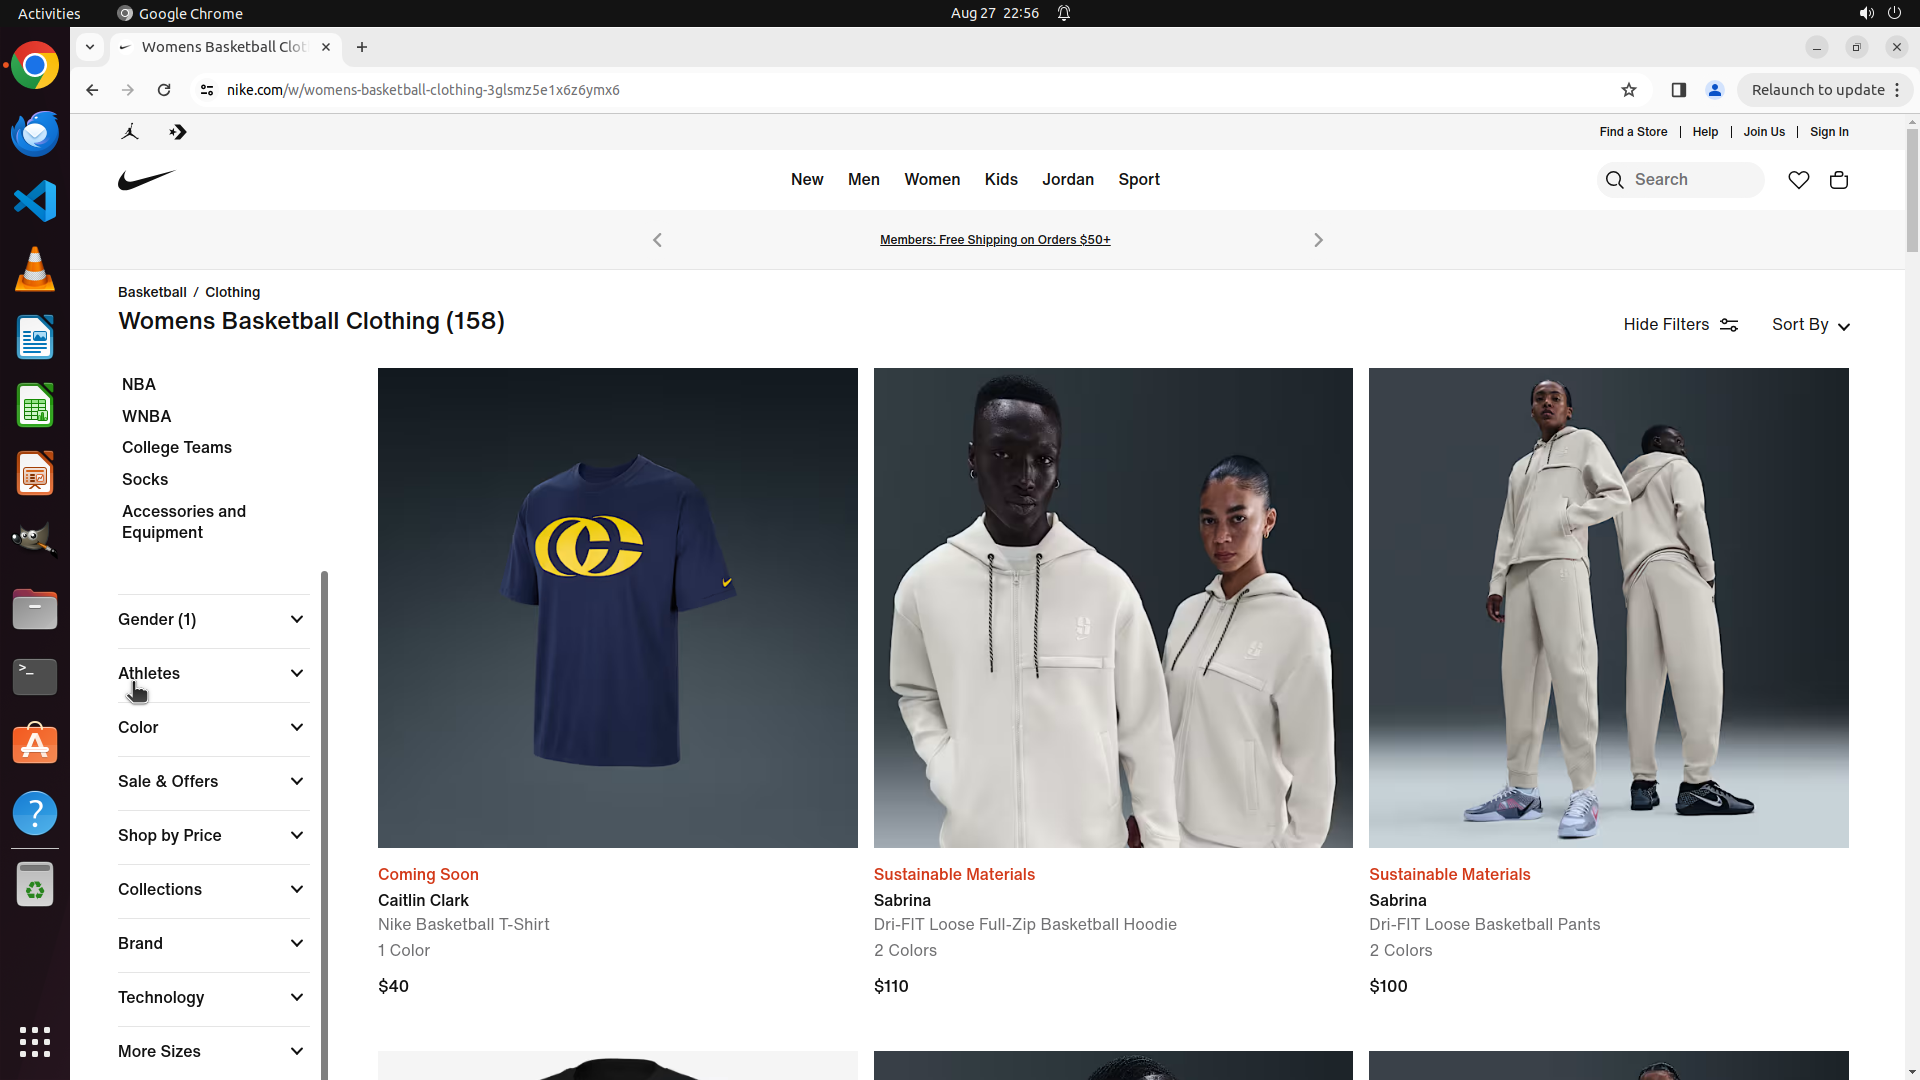 Activities
Google Chrome
Aug 27 22:56
Womens Basketball Clot
nike.com/w/womens-basketball-clothing-3glsmz5e1x6z6ymx6
Relaunch to update
Find a Store
Help
Join Us
Sign In
New
Men
Women
Kids
Jordan
Sport
Search
Members: Free Shipping on Orders $50+
Basketball / Clothing
Womens Basketball Clothing (158)
Hide Filters
Sort By
NBA
WNBA
College Teams
Socks
Accessories and
Equipment
Gender (1)
Athletes
Color
Sale & Offers
Shop by Price
Collections
Brand
Technology
More Sizes
Coming Soon
Caitlin Clark
Nike Basketball T-Shirt
1 Color
$40
Sustainable Materials
Sabrina
Dri-FIT Loose Full-Zip Basketball Hoodie
2 Colors
$110
Sustainable Materials
Sabrina
Dri-FIT Loose Basketball Pants
2 Colors
$100